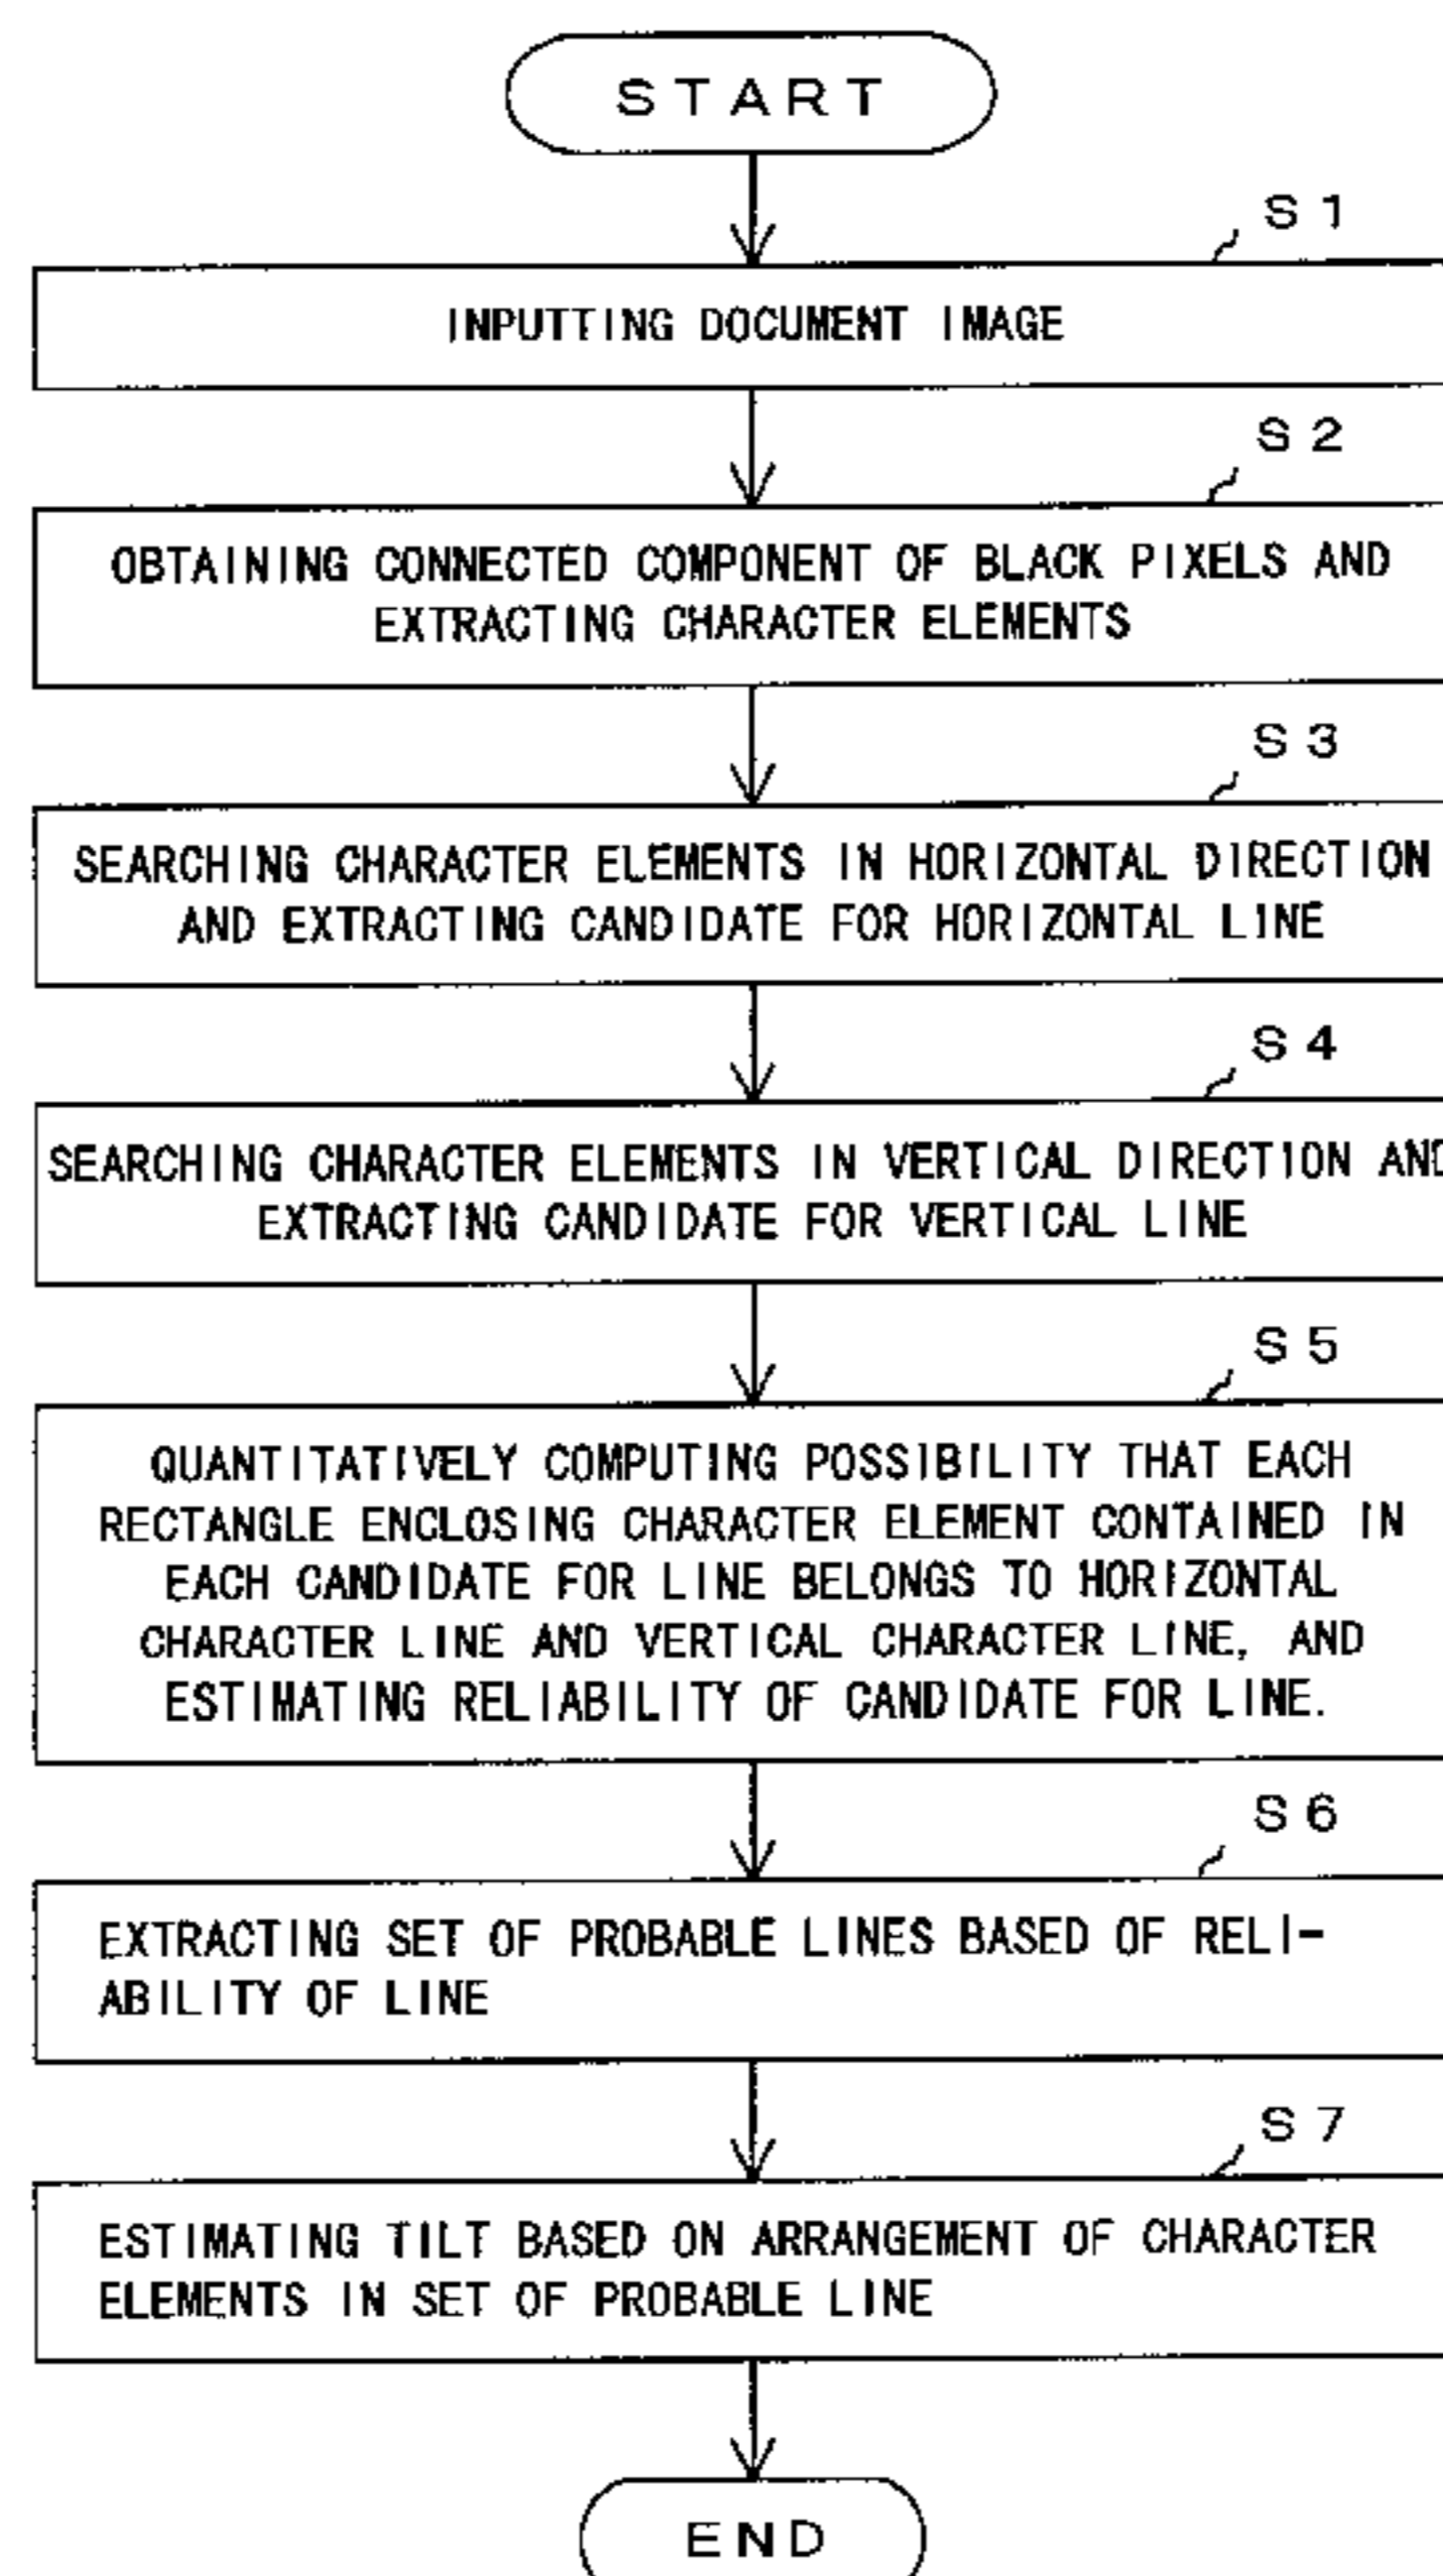 START
S1
INPUTTING DOCUMENT IMAGE
S2
OBTAINING CONNECTED COMPONENT OF BLACK PIXELS AND
EXTRACTING CHARACTER ELEMENTS
S3
SEARCHING CHARACTER ELEMENTS IN HORIZONTAL DIRECTION
AND EXTRACTING CANDIDATE FOR HORIZONTAL LINE
S4
SEARCHING CHARACTER ELEMENTS IN VERTICAL DIRECTION AND
EXTRACTING CANDIDATE FOR VERTICAL LINE
S5
QUANTITATIVELY COMPUTING POSSIBILITY THAT EACH
RECTANGLE ENCLOSING CHARACTER ELEMENT CONTAINED IN
EACH CANDIDATE FOR LINE BELONGS TO HORIZONTAL
CHARACTER LINE AND VERTICAL CHARACTER LINE, AND
ESTIMATING RELIABILITY OF CANDIDATE FOR LINE.
S6
EXTRACTING SET OF PROBABLE LINES BASED OF RELI-
ABILITY OF LINE
S7
ESTIMATING TILT BASED ON ARRANGEMENT OF CHARACTER
ELEMENTS IN SET OF PROBABLE LINE
END